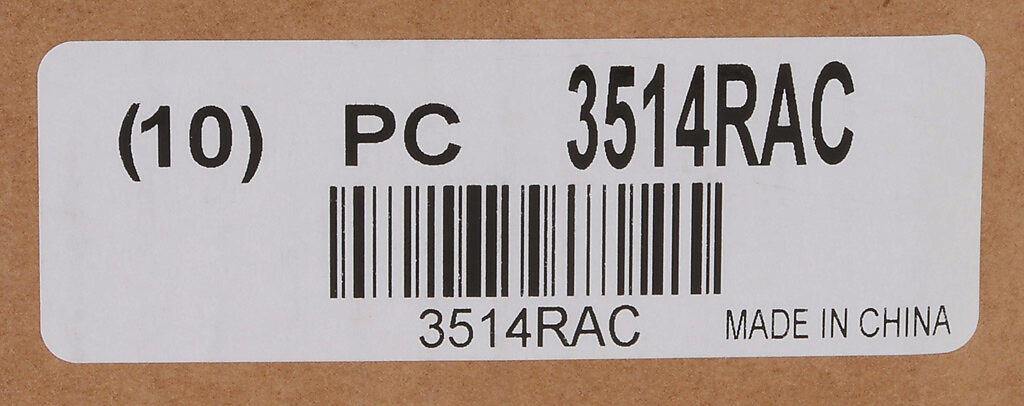 (10) PC 3514RAC
3514RAC
MADE IN CHINA